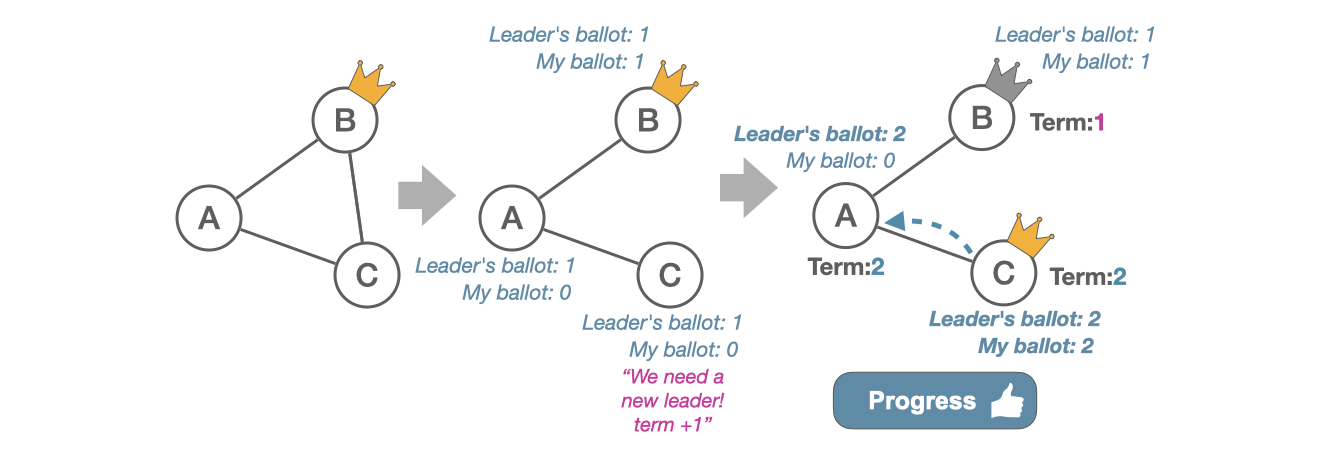 B
A
C
Leader's ballot: 1
My ballot: 1
B
A
Leader's ballot: 1
My ballot: 0
C
Leader's ballot: 1
My ballot: 0
“We need a
new leader!
term +1”
Leader's ballot: 1
My ballot: 1
B
Term:1
Leader's ballot: 2
My ballot: 0
A
Term:2
C
Term:2
Leader's ballot: 2
My ballot: 2
Progress